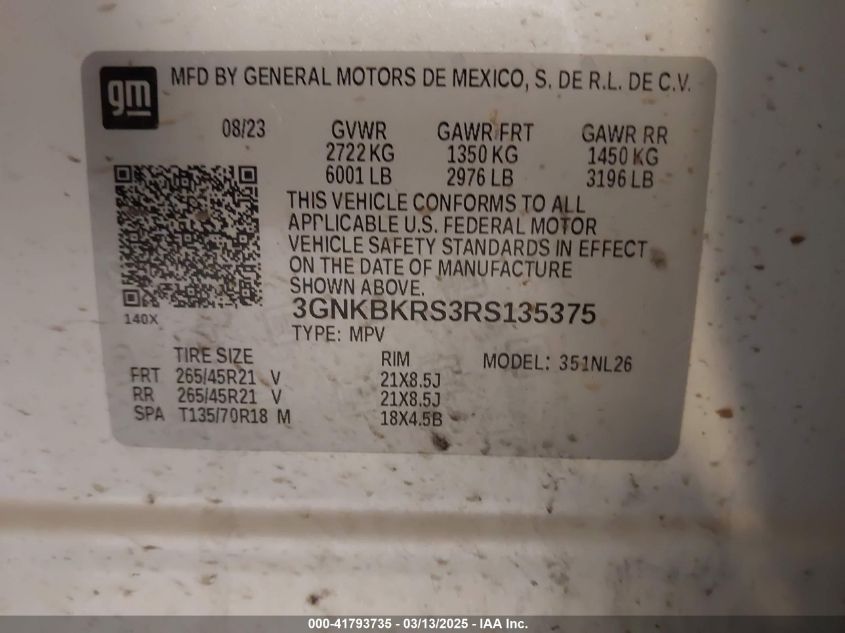 gm MFD BY GENERAL MOTORS DE MEXICO, S. DE R.L. DE C.V.
08/23 GVWR GAWR FRT GAWR RR
2722 KG 1350 KG 1450 KG
6001 LB 2976 LB 3196 LB
THIS VEHICLE CONFORMS TO ALL
APPLICABLE U.S. FEDERAL MOTOR
VEHICLE SAFETY STANDARDS IN EFFECT
ON THE DATE OF MANUFACTURE
SHOWN ABOVE.
140X 3GNKBKRS3RS135375
TYPE: MPV
TIRE SIZE RIM MODEL: 351NL26
FRT 265/45R21 V 21X8.5J
RR 265/45R21 V 21X8.5J
SPA T135/70R18 M 18X4.5B
000-41793735 - 03/13/2025 - IAA Inc.